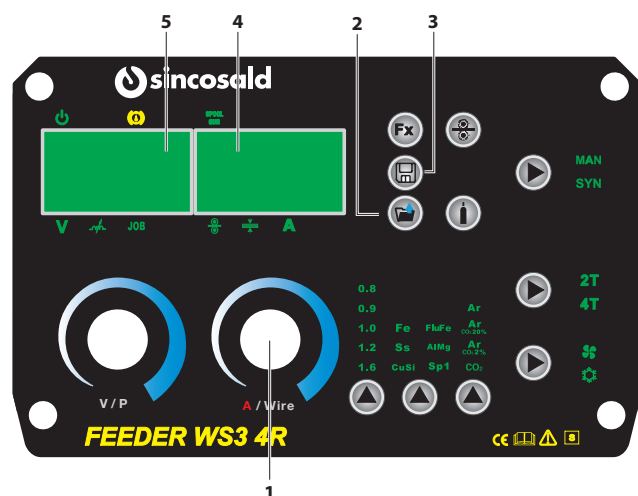 5 4 2 3
sincosald
SPOOL GUN
Fx
MAN
SYN
V JOB A
2T
4T
0.8
0.9 Ar
1.0 Fe FluFe Ar CO₂20%
1.2 Ss AlMg Ar CO₂2%
1.6 CuSi Sp1 CO₂
V / P
A / Wire
FEEDER WS3 4R
CE S
1